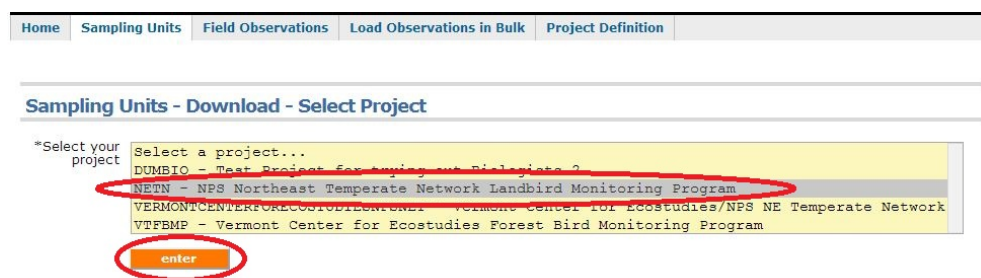 Home Sampling Units Field Observations Load Observations in Bulk Project Definition
Sampling Units - Download - Select Project
*Select your project
Select a project...
DUMBIO - Test Project for trying out Biologists 2
NETN - NPS Northeast Temperate Network Landbird Monitoring Program
- Vermont Center for Ecostudies/NPS NE Temperate Network
VTFBMP - Vermont Center for Ecostudies Forest Bird Monitoring Program
enter